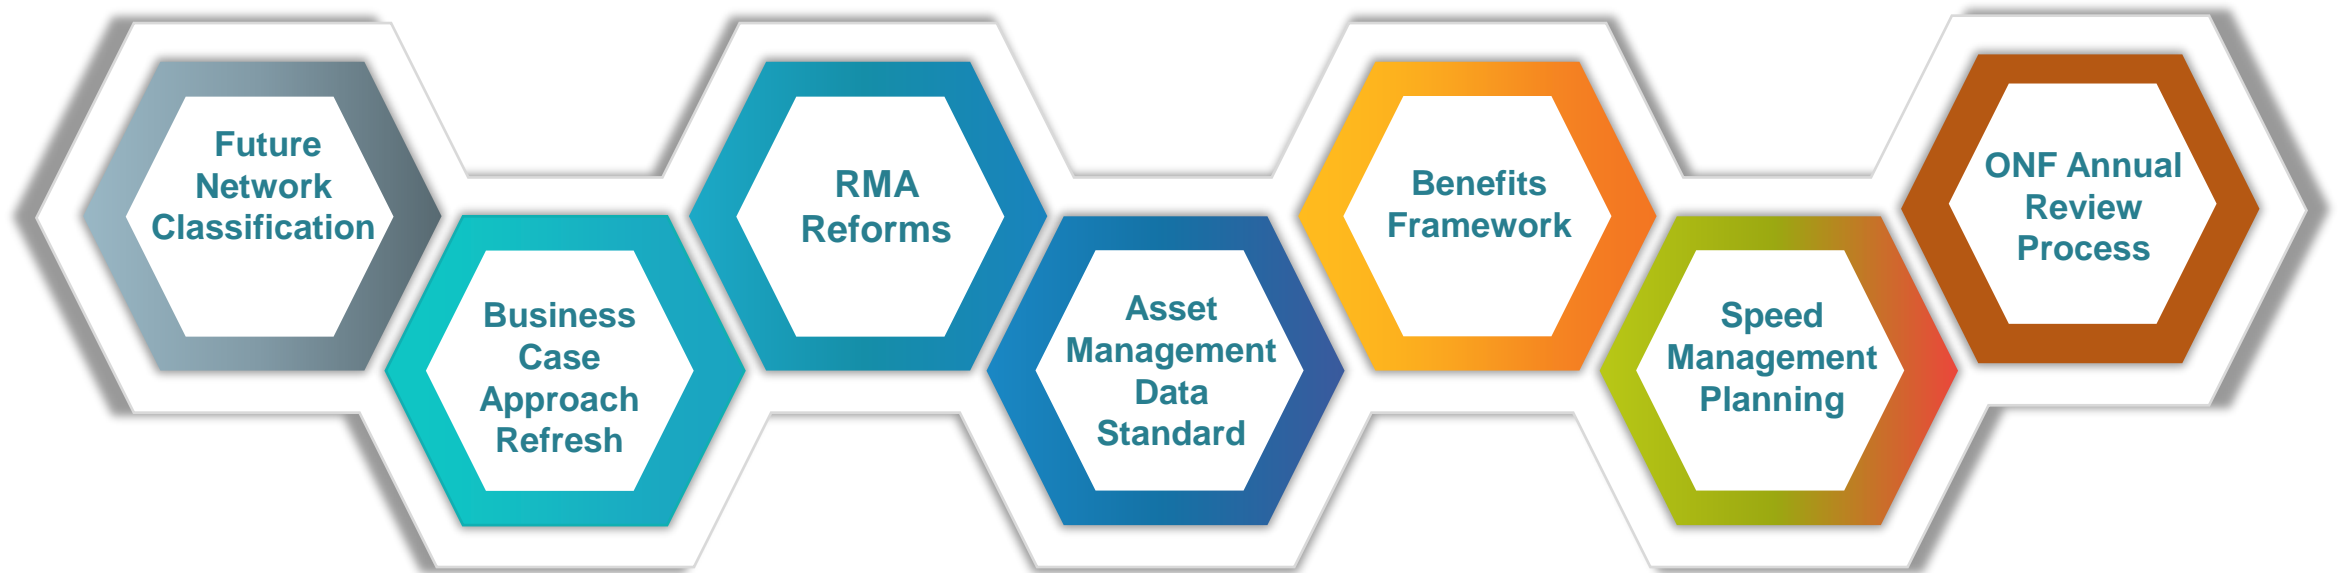 Future
Network
Classification
Business
Case
Approach
Refresh
RMA
Reforms
Asset
Management
Data
Standard
Benefits
Framework
Speed
Management
Planning
ONF Annual
Review
Process